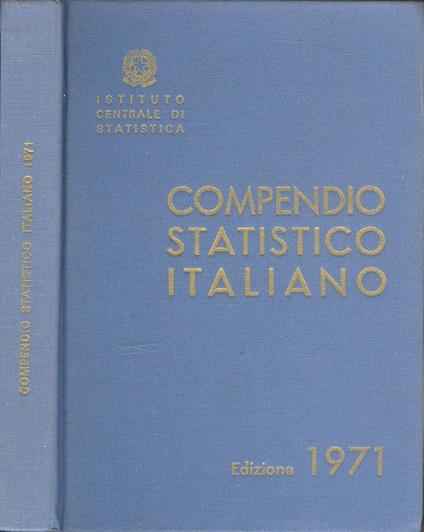 COMPENDIO STATISTICO ITALIANO 1971
ISTITUTO
CENTRALE DI
STATISTICA
COMPENDIO
STATISTICO
ITALIANO
Edizione 1971